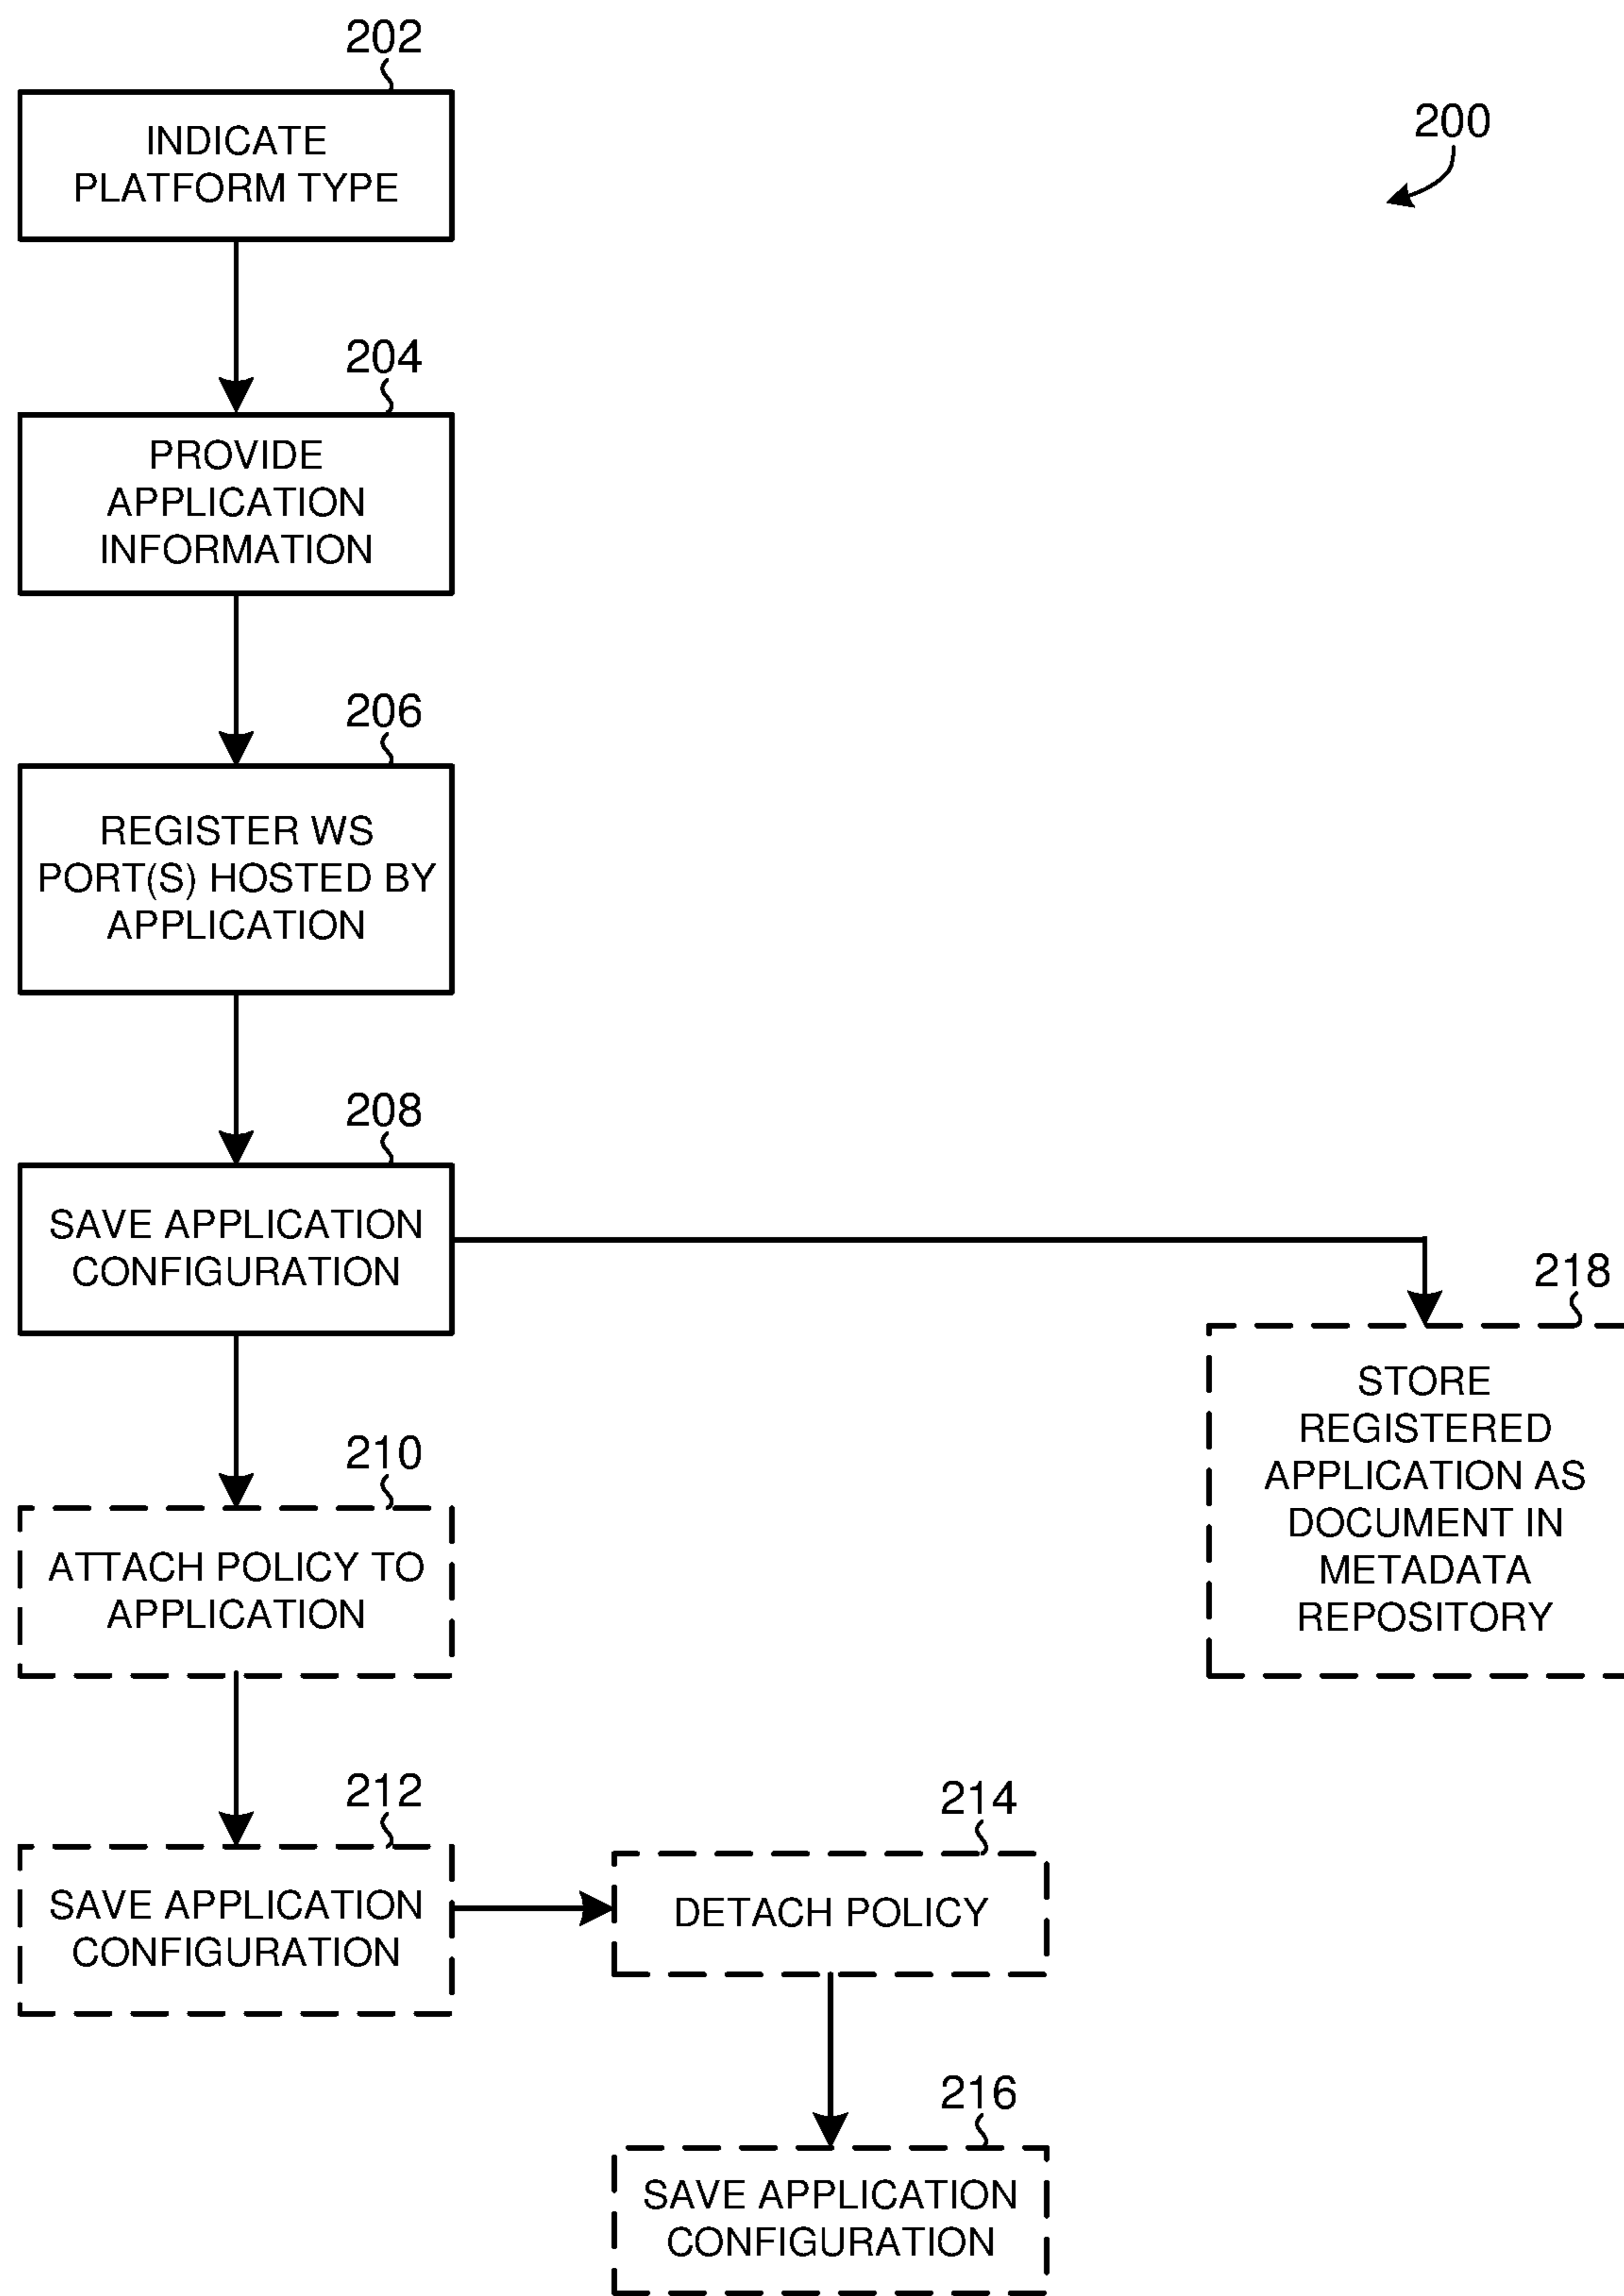 202
INDICATE
PLATFORM TYPE
200
204
PROVIDE
APPLICATION
INFORMATION
206
REGISTER WS
PORT(S) HOSTED BY
APPLICATION
208
SAVE APPLICATION
CONFIGURATION
218
STORE
REGISTERED
APPLICATION AS
DOCUMENT IN
METADATA
REPOSITORY
210
ATTACH POLICY TO
APPLICATION
212
SAVE APPLICATION
CONFIGURATION
214
DETACH POLICY
216
SAVE APPLICATION
CONFIGURATION